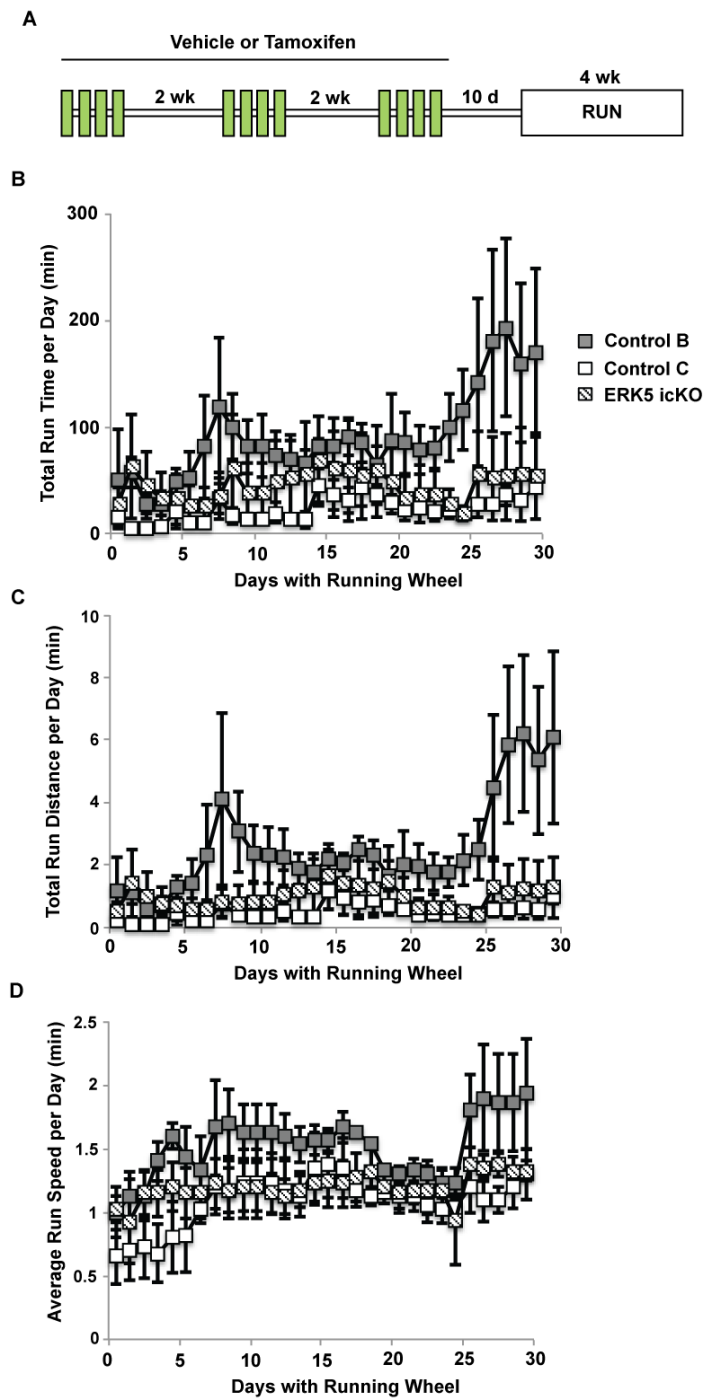 A
Vehicle or Tamoxifen
2 wk
2 wk
10 d
4 wk
RUN
B
Total Run Time per Day (min)
300
200
100
0
0 5 10 15 20 25 30
Days with Running Wheel
Control B
Control C
ERK5 icKO
C
Total Run Distance per Day (min)
10
8
6
4
2
0
0 5 10 15 20 25 30
Days with Running Wheel
D
Average Run Speed per Day (min)
2.5
2
1.5
1
0.5
0
0 5 10 15 20 25 30
Days with Running Wheel